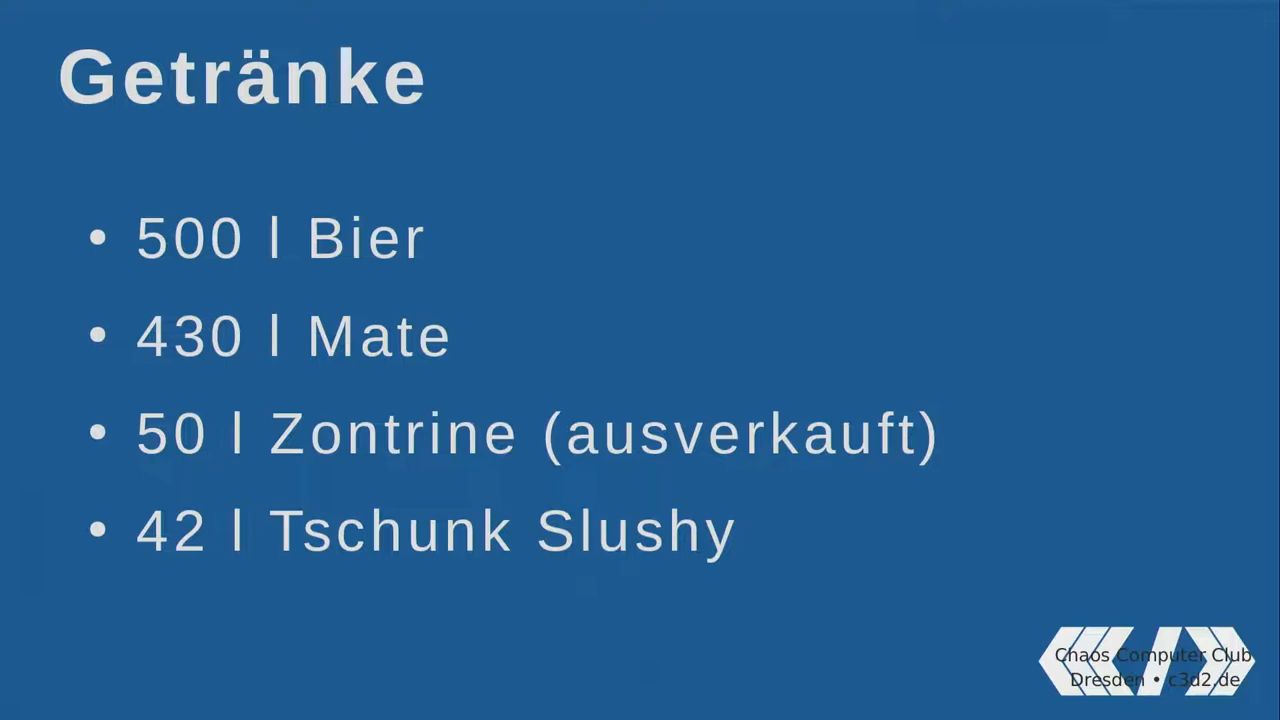 Getränke
• 500 l Bier
• 430 l Mate
• 50 l Zontrine (ausverkauft)
• 42 l Tschunk Slushy
Chaos Computer Club
Dresden • c3d2.de